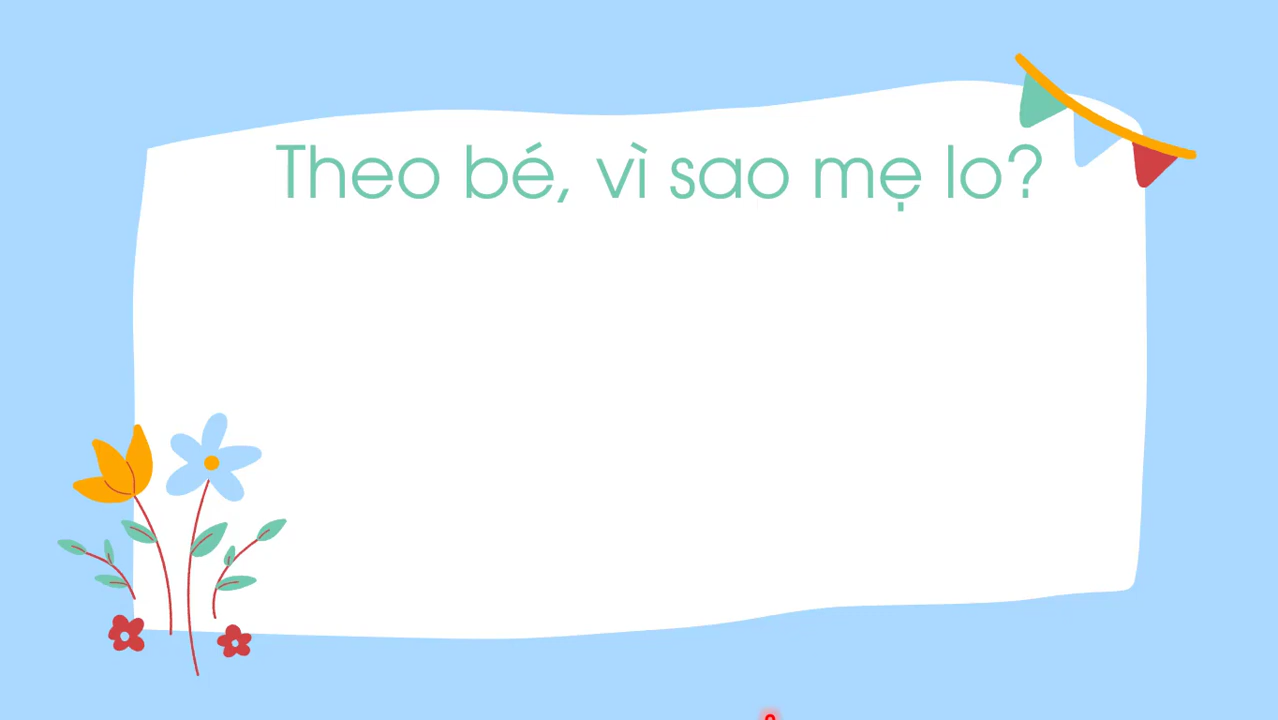 Theo bé, vì sao mẹ lo?